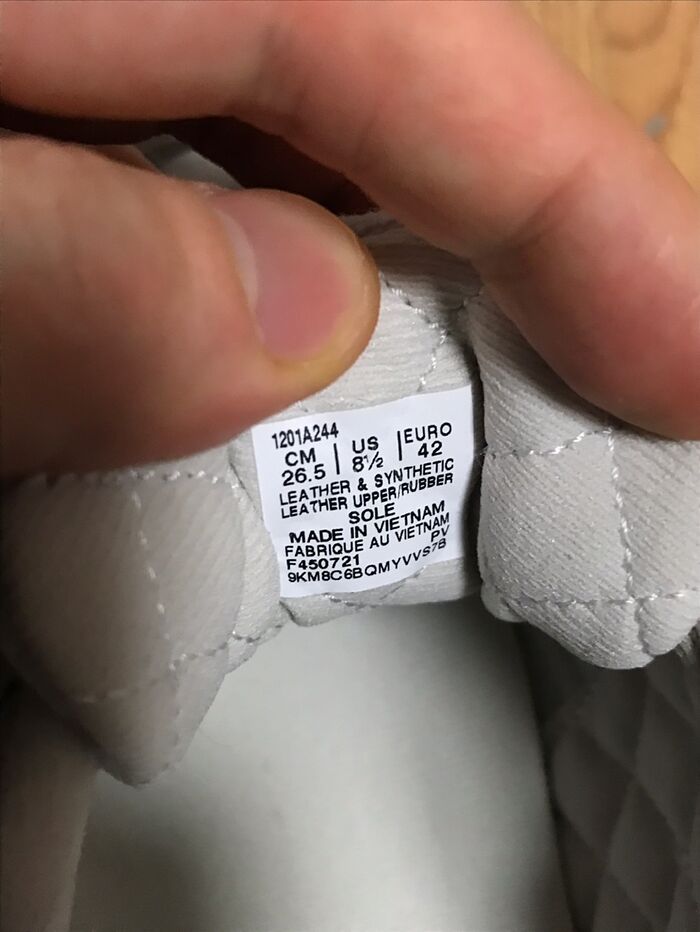 1201A244
CM | US | EURO
26.5 | 8½ | 42
LEATHER & SYNTHETIC
LEATHER UPPER/RUBBER
SOLE
MADE IN VIETNAM
FABRIQUE AU VIETNAM
F450721 PV
9KM8C6BQMYVVS7B